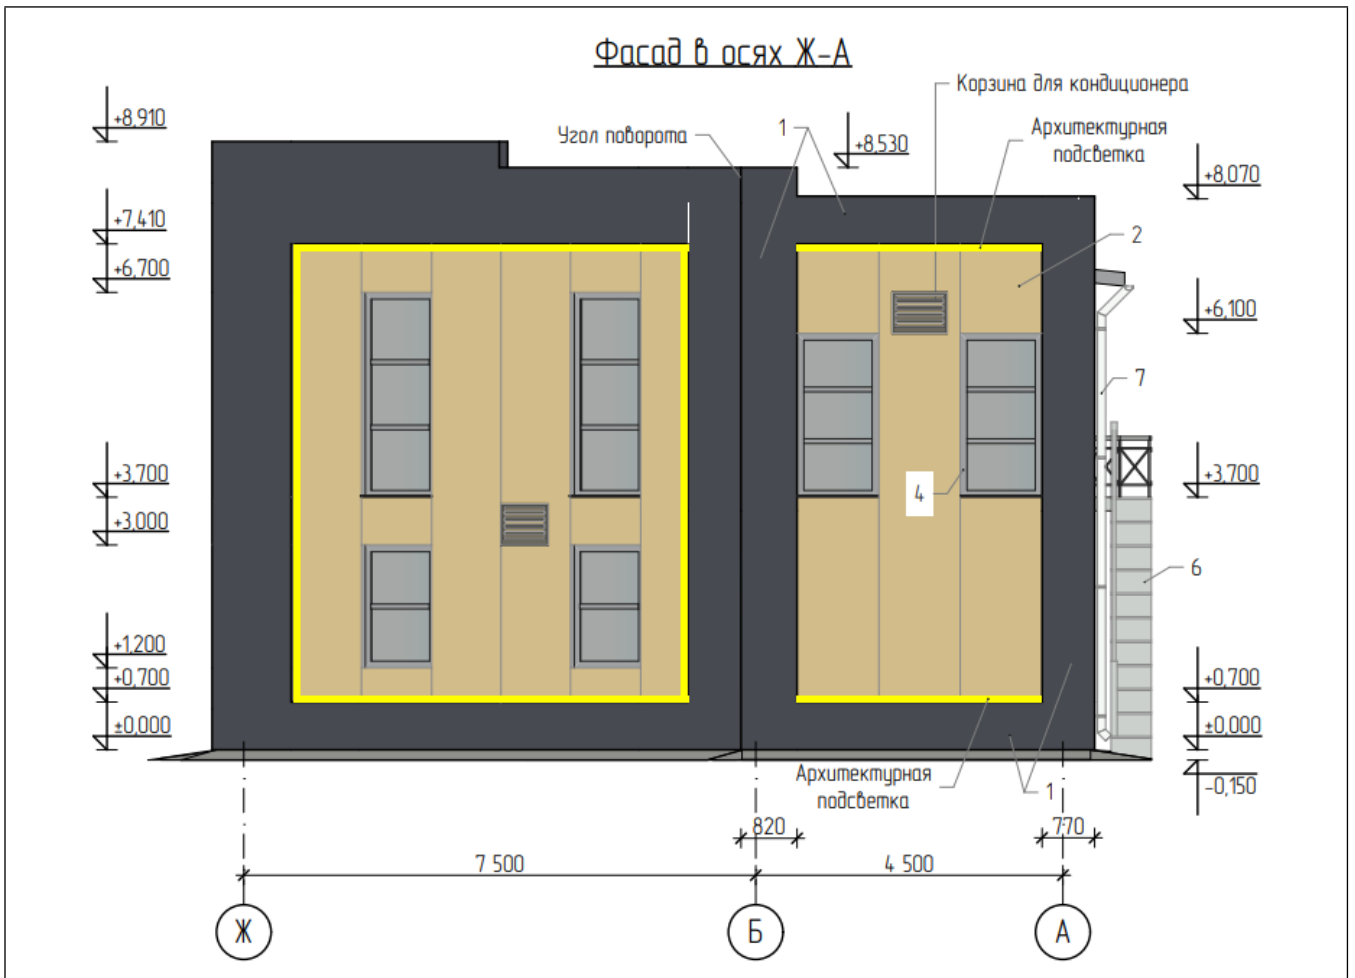 Фасад в осях Ж-А
Корзина для кондиционера
+8,910
Угол поворота
1
+8,530
Архитектурная
подсветка
+8,070
+7,410
2
+6,700
+6,100
7
+3,700
4
+3,700
+3,000
6
+1,200
+0,700
+0,700
±0,000
±0,000
Архитектурная
подсветка
1
-0,150
820
770
7 500
4 500
Ж
Б
А